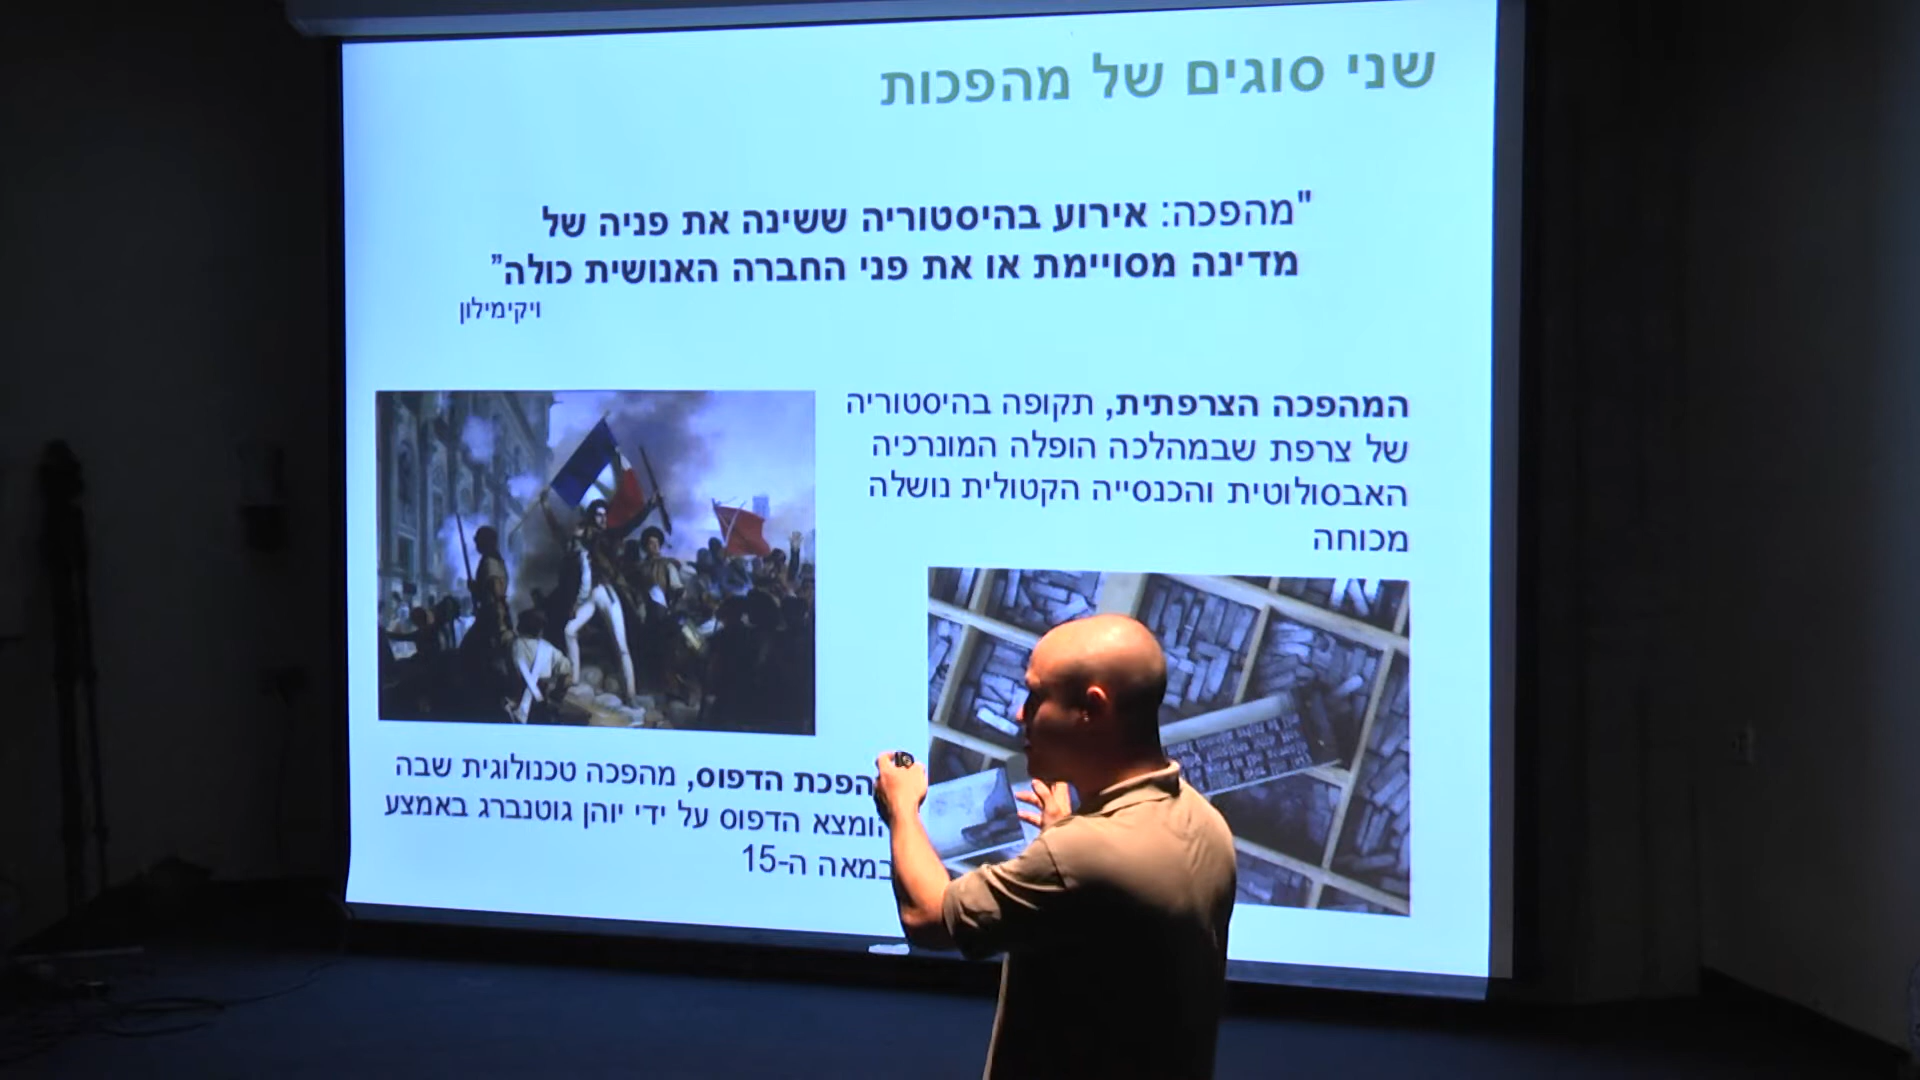 שני סוגים של מהפכות
"מהפכה: אירוע בהיסטוריה ששינה את פניה של
מדינה מסויימת או את פני החברה האנושית כולה"
ויקימילון
המהפכה הצרפתית, תקופה בהיסטוריה
של צרפת שבמהלכה הופלה המונרכיה
האבסולוטית והכנסייה הקטולית נושלה
מכוחה
הפכת הדפוס, מהפכה טכנולוגית שבה
הומצא הדפוס על ידי יוהן גוטנברג באמצע
במאה ה-15